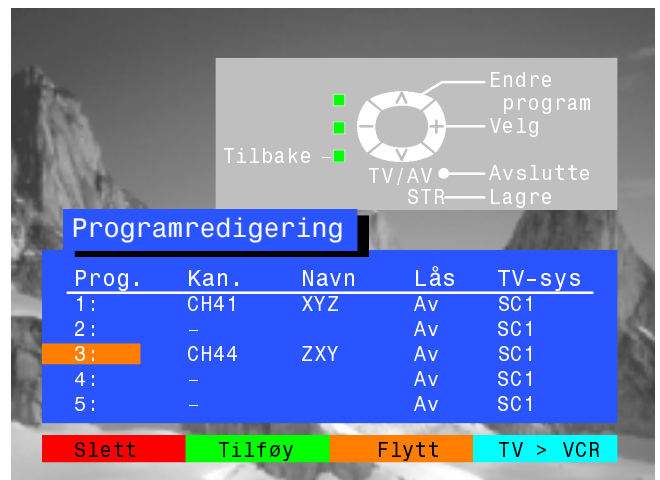 Endre
program
Velg
Tilbake
TV/AV Avslutte
STR Lagre
Programredigering
Prog. Kan. Navn Lås TV-sys
1: CH41 XYZ Av SC1
2: – Av SC1
3: CH44 ZXY Av SC1
4: – Av SC1
5: – Av SC1
Slett Tilføy Flytt TV > VCR